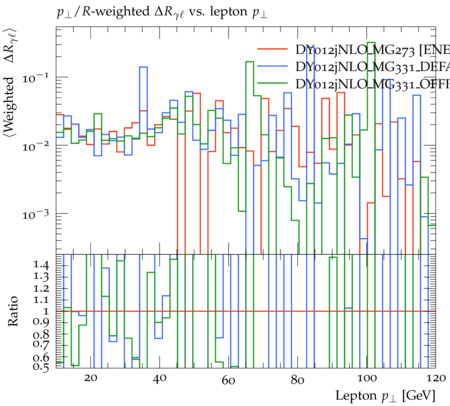 p⊥/R-weighted ΔRγℓ vs. lepton p⊥
⟨Weighted ΔRγℓ⟩
DY012jNLO_MG273 [ENE
DY012jNLO_MG331_DEFA
DY012jNLO_MG331_OFFF
10⁻¹
10⁻²
10⁻³
Ratio
1.4
1.3
1.2
1.1
1
0.9
0.8
0.7
0.6
0.5
20 40 60 80 100 120
Lepton p⊥ [GeV]